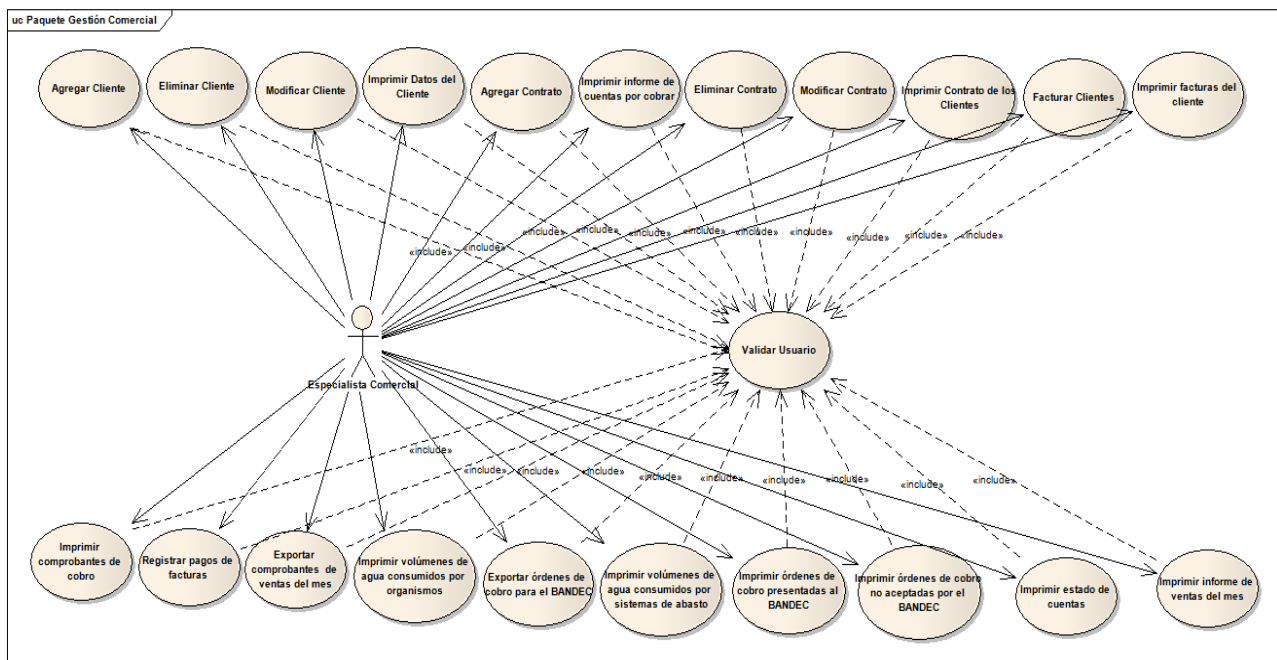 uc Paquete Gestión Comercial
Agregar Cliente
Eliminar Cliente
Modificar Cliente
Imprimir Datos del
Cliente
Agregar Contrato
Imprimir informe de
cuentas por cobrar
Eliminar Contrato
Modificar Contrato
Imprimir Contrato de los
Clientes
Facturar Clientes
Imprimir facturas del
cliente
«include»
«include»
«include»
«include»
«include»
«include»
«include»
«include»
«include»
«include»
«include»
Especialista Comercial
Validar Usuario
«include»
«include»
«include»
«include»
«include»
«include»
«include»
«include»
«include»
«include»
Imprimir
comprobantes de
cobro
Registrar pagos de
facturas
Exportar
comprobantes de
ventas del mes
Imprimir volúmenes de
agua consumidos por
organismos
Exportar órdenes de
cobro para el BANDEC
Imprimir volúmenes de
agua consumidos por
sistemas de abasto
Imprimir órdenes de
cobro presentadas al
BANDEC
Imprimir órdenes de cobro
no aceptadas por el
BANDEC
Imprimir estado de
cuentas
Imprimir informe de
ventas del mes